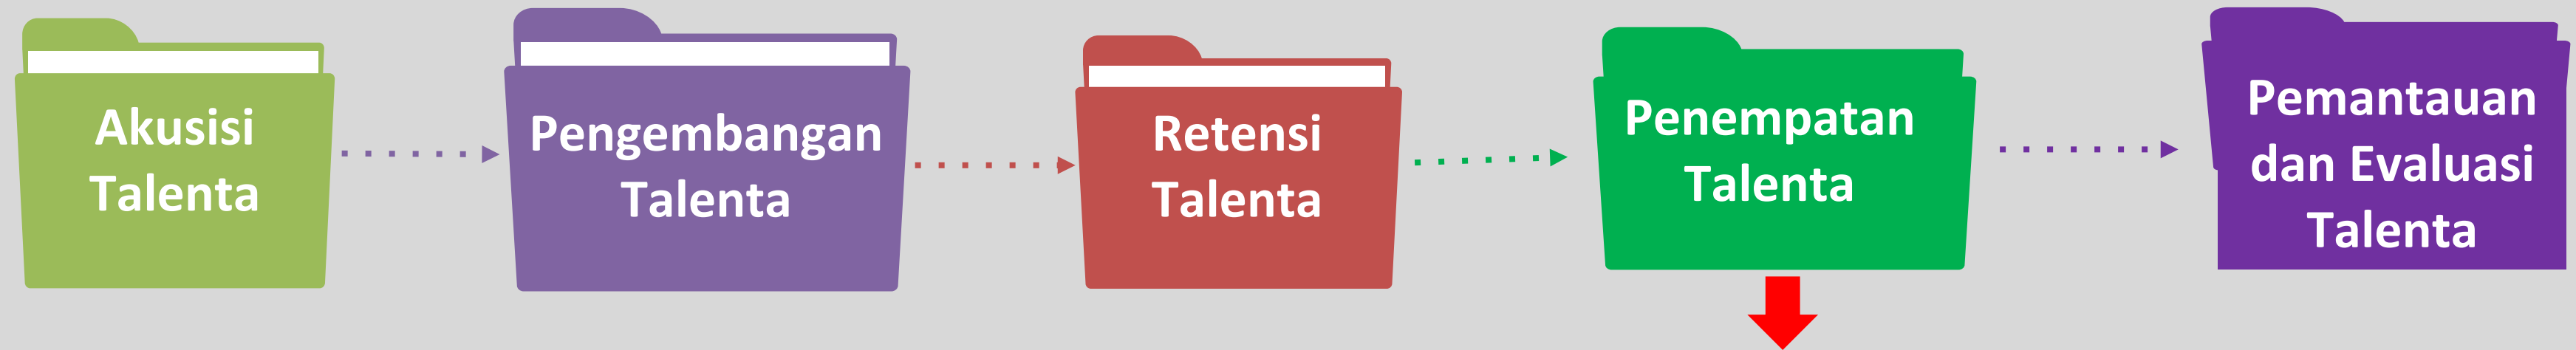 Akusisi
Talenta
Pengembangan
Talenta
Retensi
Talenta
Penempatan
Talenta
Pemantauan
dan Evaluasi
Talenta